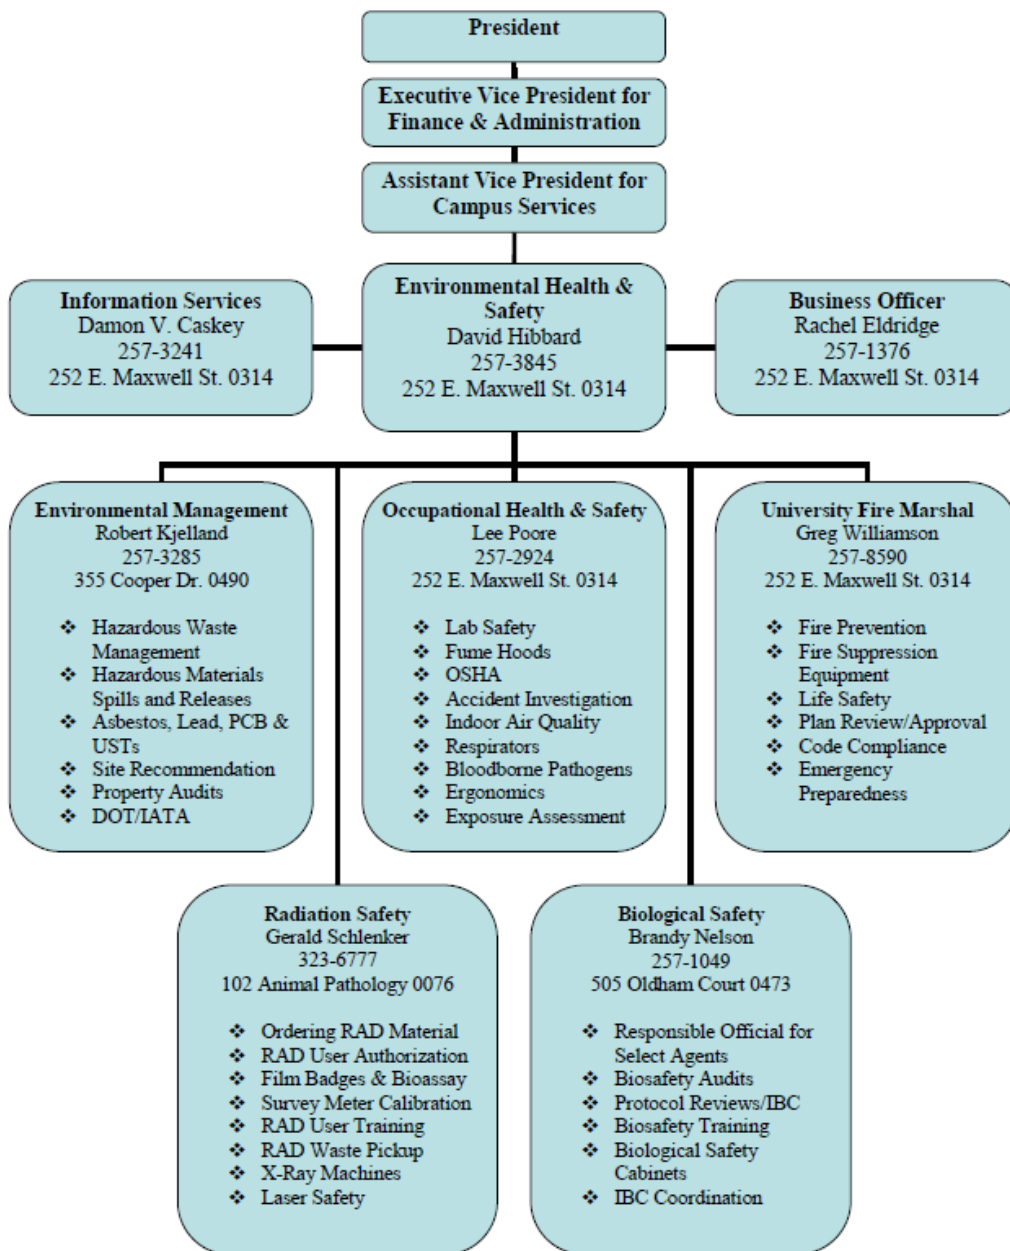 President
Executive Vice President for
Finance & Administration
Assistant Vice President for
Campus Services
Information Services
Damon V. Caskey
257-3241
252 E. Maxwell St. 0314
Environmental Health &
Safety
David Hibbard
257-3845
252 E. Maxwell St. 0314
Business Officer
Rachel Eldridge
257-1376
252 E. Maxwell St. 0314
Environmental Management
Robert Kjelland
257-3285
355 Cooper Dr. 0490
❖ Hazardous Waste
Management
❖ Hazardous Materials
Spills and Releases
❖ Asbestos, Lead, PCB &
USTs
❖ Site Recommendation
❖ Property Audits
❖ DOT/IATA
Occupational Health & Safety
Lee Poore
257-2924
252 E. Maxwell St. 0314
❖ Lab Safety
❖ Fume Hoods
❖ OSHA
❖ Accident Investigation
❖ Indoor Air Quality
❖ Respirators
❖ Bloodborne Pathogens
❖ Ergonomics
❖ Exposure Assessment
University Fire Marshal
Greg Williamson
257-8590
252 E. Maxwell St. 0314
❖ Fire Prevention
❖ Fire Suppression
Equipment
❖ Life Safety
❖ Plan Review/Approval
❖ Code Compliance
❖ Emergency
Preparedness
Radiation Safety
Gerald Schlenker
323-6777
102 Animal Pathology 0076
❖ Ordering RAD Material
❖ RAD User Authorization
❖ Film Badges & Bioassay
❖ Survey Meter Calibration
❖ RAD User Training
❖ RAD Waste Pickup
❖ X-Ray Machines
❖ Laser Safety
Biological Safety
Brandy Nelson
257-1049
505 Oldham Court 0473
❖ Responsible Official for
Select Agents
❖ Biosafety Audits
❖ Protocol Reviews/IBC
❖ Biosafety Training
❖ Biological Safety
Cabinets
❖ IBC Coordination